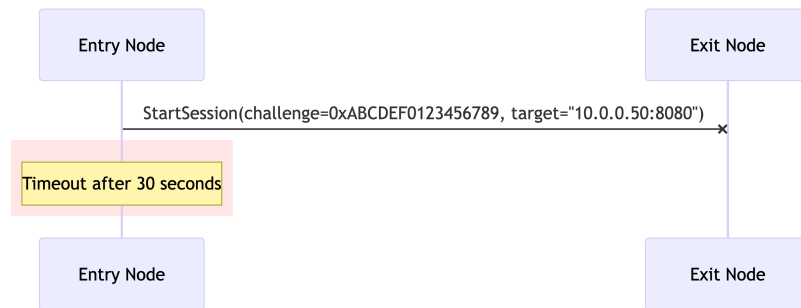 Entry Node
Exit Node
StartSession(challenge=0xABCDEF0123456789, target="10.0.0.50:8080")
Timeout after 30 seconds
Entry Node
Exit Node